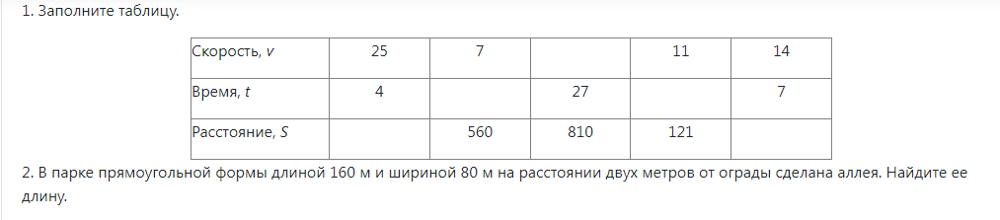 1. Заполните таблицу.
Скорость, v 25 7 11 14
Время, t 4 27 7
Расстояние, S 560 810 121
2. В парке прямоугольной формы длиной 160 м и шириной 80 м на расстоянии двух метров от ограды сделана аллея. Найдите ее
длину.